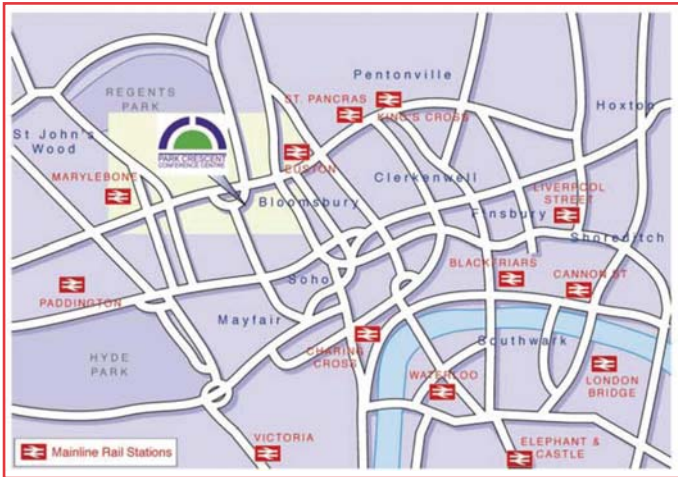 Pentonville
REGENTS
PARK
ST. PANCRAS
KING'S CROSS
Hoxton
St John's
Wood
PARK CRESCENT
CONFERENCE CENTRE
EUSTON
MARYLEBONE
Clerkenwell
LIVERPOOL
STREET
Bloomsbury
Finsbury
Shoreditch
BLACKFRIARS
CANNON ST
Soho
PADDINGTON
Mayfair
Southwark
HYDE
PARK
CHARING
CROSS
WATERLOO
LONDON
BRIDGE
VICTORIA
ELEPHANT &
CASTLE
Mainline Rail Stations